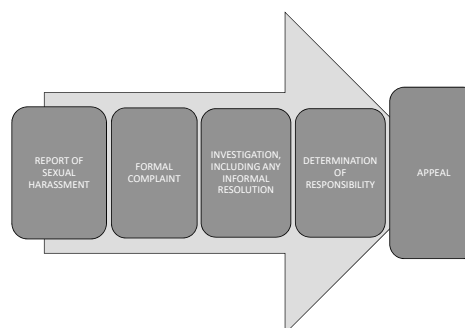 REPORT OF
SEXUAL
HARASSMENT
FORMAL
COMPLAINT
INVESTIGATION,
INCLUDING ANY
INFORMAL
RESOLUTION
DETERMINATION
OF
RESPONSIBILITY
APPEAL